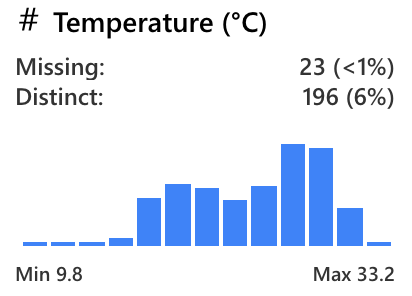 # Temperature (°C)
Missing: 23 (<1%)
Distinct: 196 (6%)
Min 9.8 Max 33.2